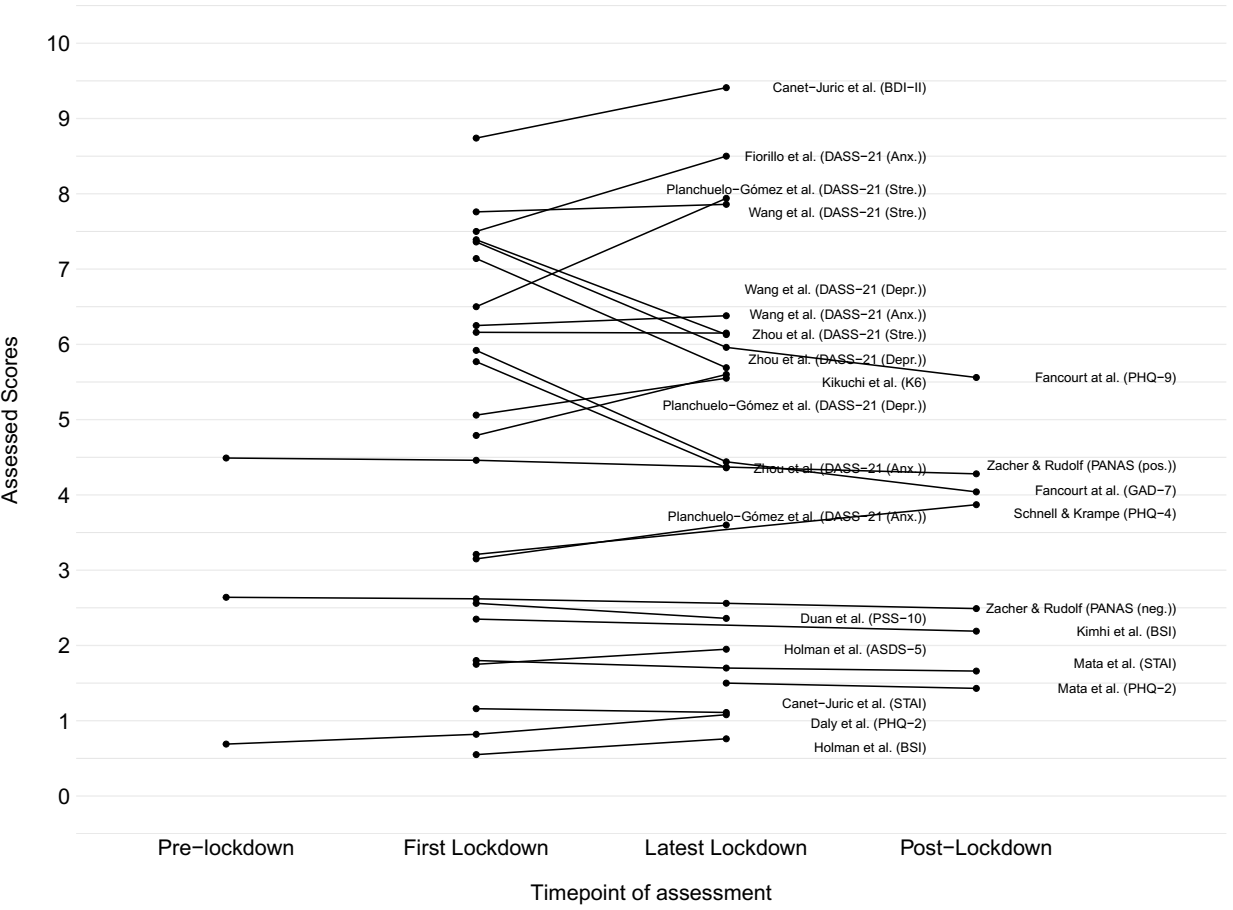 10
Canet−Juric et al. (BDI−II)
9
Fiorillo et al. (DASS−21 (Anx.))
Planchuelo−Gómez et al. (DASS−21 (Stre.))
8
Wang et al. (DASS−21 (Stre.))
7
Wang et al. (DASS−21 (Depr.))
Wang et al. (DASS−21 (Anx.))
Zhou et al. (DASS−21 (Stre.))
6
Zhou et al. (DASS−21 (Depr.))
Fancourt at al. (PHQ−9)
Kikuchi et al. (K6)
Planchuelo−Gómez et al. (DASS−21 (Depr.))
5
Zacher & Rudolf (PANAS (pos.))
Zhou et al. (DASS−21 (Anx.))
Fancourt at al. (GAD−7)
4
Schnell & Krampe (PHQ−4)
Planchuelo−Gómez et al. (DASS−21 (Anx.))
3
Zacher & Rudolf (PANAS (neg.))
Duan et al. (PSS−10)
Kimhi et al. (BSI)
2
Holman et al. (ASDS−5)
Mata et al. (STAI)
Mata et al. (PHQ−2)
Canet−Juric et al. (STAI)
1
Daly et al. (PHQ−2)
Holman et al. (BSI)
0
Assessed Scores
Pre−lockdown
First Lockdown
Latest Lockdown
Post−Lockdown
Timepoint of assessment